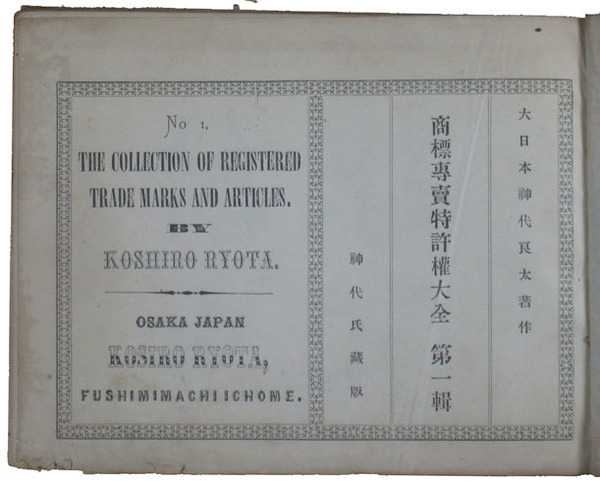 No 1,
THE COLLECTION OF REGISTERED
TRADE MARKS AND ARTICLES.
BY
KOSHIRO RYOTA.
OSAKA JAPAN
KOSIRO RYOTA,
FUSHIMIMACHI 1CHOME.
大日本神代良太著作
商標專賣特許權大全 第一輯
神代氏藏版